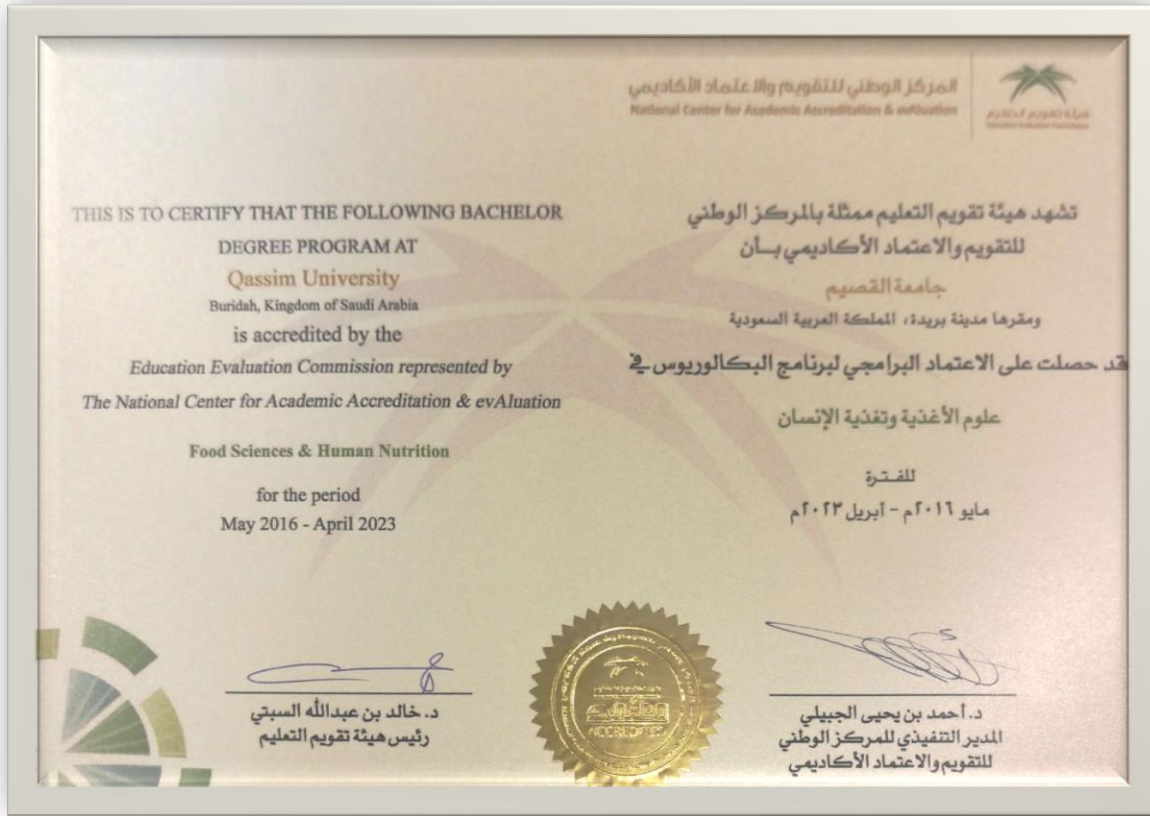 المركز الوطني للتقويم والاعتماد الأكاديمي
National Center for Academic Accreditation & evAluation
هيئة تقويم التعليم
THIS IS TO CERTIFY THAT THE FOLLOWING BACHELOR
DEGREE PROGRAM AT
Qassim University
Buridah, Kingdom of Saudi Arabia
is accredited by the
Education Evaluation Commission represented by
The National Center for Academic Accreditation & evAluation
Food Sciences & Human Nutrition
for the period
May 2016 - April 2023
تشهد هيئة تقويم التعليم ممثلة بالمركز الوطني
للتقويم والاعتماد الأكاديمي بأن
جامعة القصيم
ومقرها مدينة بريدة، المملكة العربية السعودية
قد حصلت على الاعتماد البرامجي لبرنامج البكالوريوس في
علوم الأغذية وتغذية الإنسان
للفترة
مايو ٢٠١٦م - أبريل ٢٠٢٣م
د. خالد بن عبدالله السبتي
رئيس هيئة تقويم التعليم
ACCREDITED
د. أحمد بن يحيى الجبيلي
المدير التنفيذي للمركز الوطني
للتقويم والاعتماد الأكاديمي